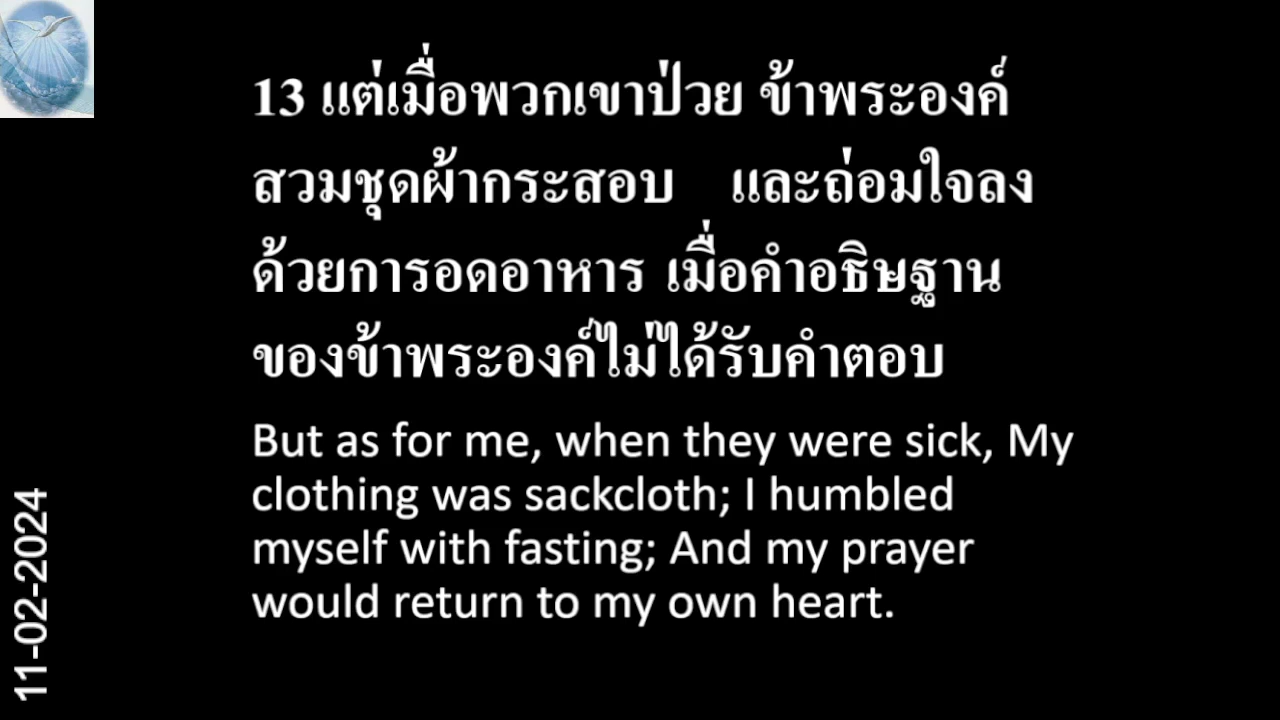 13 แต่เมื่อพวกเขาป่วย ข้าพระองค์
สวมชุดผ้ากระสอบ และถ่อมใจลง
ด้วยการอดอาหาร เมื่อคำอธิษฐาน
ของข้าพระองค์ไม่ได้รับคำตอบ
But as for me, when they were sick, My
clothing was sackcloth; I humbled
myself with fasting; And my prayer
would return to my own heart.
11-02-2024